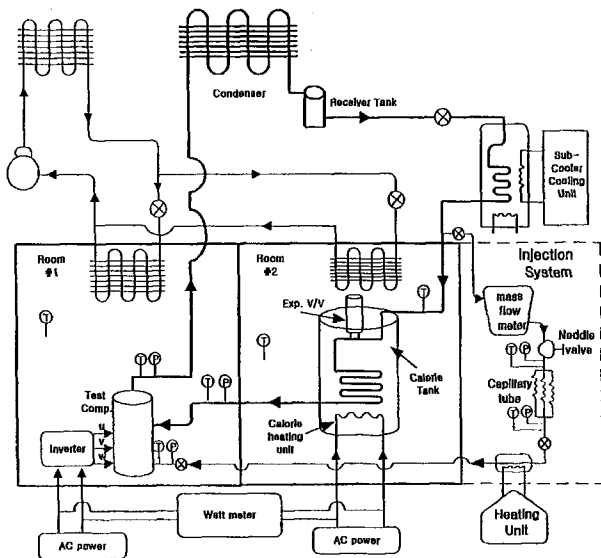 Condenser
Receiver Tank
Sub-
Cooler
Cooling
Unit
Room
#1
Room
#2
Injection
System
Exp. V/V
mass
flow
meter
Neddle
valve
T
T
T
T P
T P
Capillary
tube
T P
Test
Comp.
Calorie
Tank
Calorie
heating
unit
u
v
T P
Inverter
Watt meter
Heating
Unit
AC power
AC power